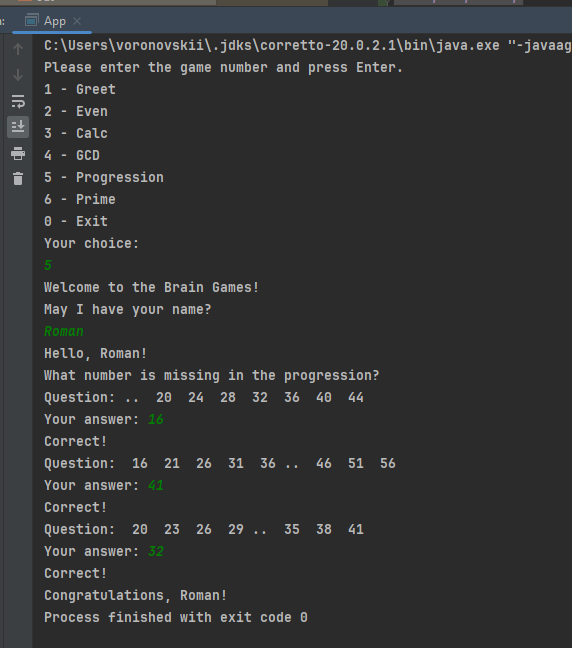 App
C:\Users\voronovskii\.jdks\corretto-20.0.2.1\bin\java.exe "-javaag
Please enter the game number and press Enter.
1 - Greet
2 - Even
3 - Calc
4 - GCD
5 - Progression
6 - Prime
0 - Exit
Your choice:
5
Welcome to the Brain Games!
May I have your name?
Roman
Hello, Roman!
What number is missing in the progression?
Question: ..  20  24  28  32  36  40  44
Your answer: 16
Correct!
Question:  16  21  26  31  36 ..  46  51  56
Your answer: 41
Correct!
Question:  20  23  26  29 ..  35  38  41
Your answer: 32
Correct!
Congratulations, Roman!
Process finished with exit code 0